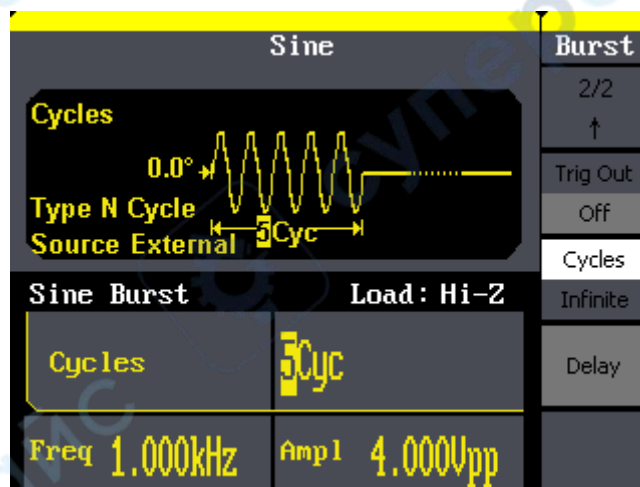 Sine
Burst
2/2
↑
Cycles
0.0°
Type N Cycle
Source External
5Cyc
Trig Out
Off
Cycles
Infinite
Delay
Sine Burst
Load: Hi-Z
Cycles
5Cyc
Freq 1.000kHz
Ampl 4.000Vpp